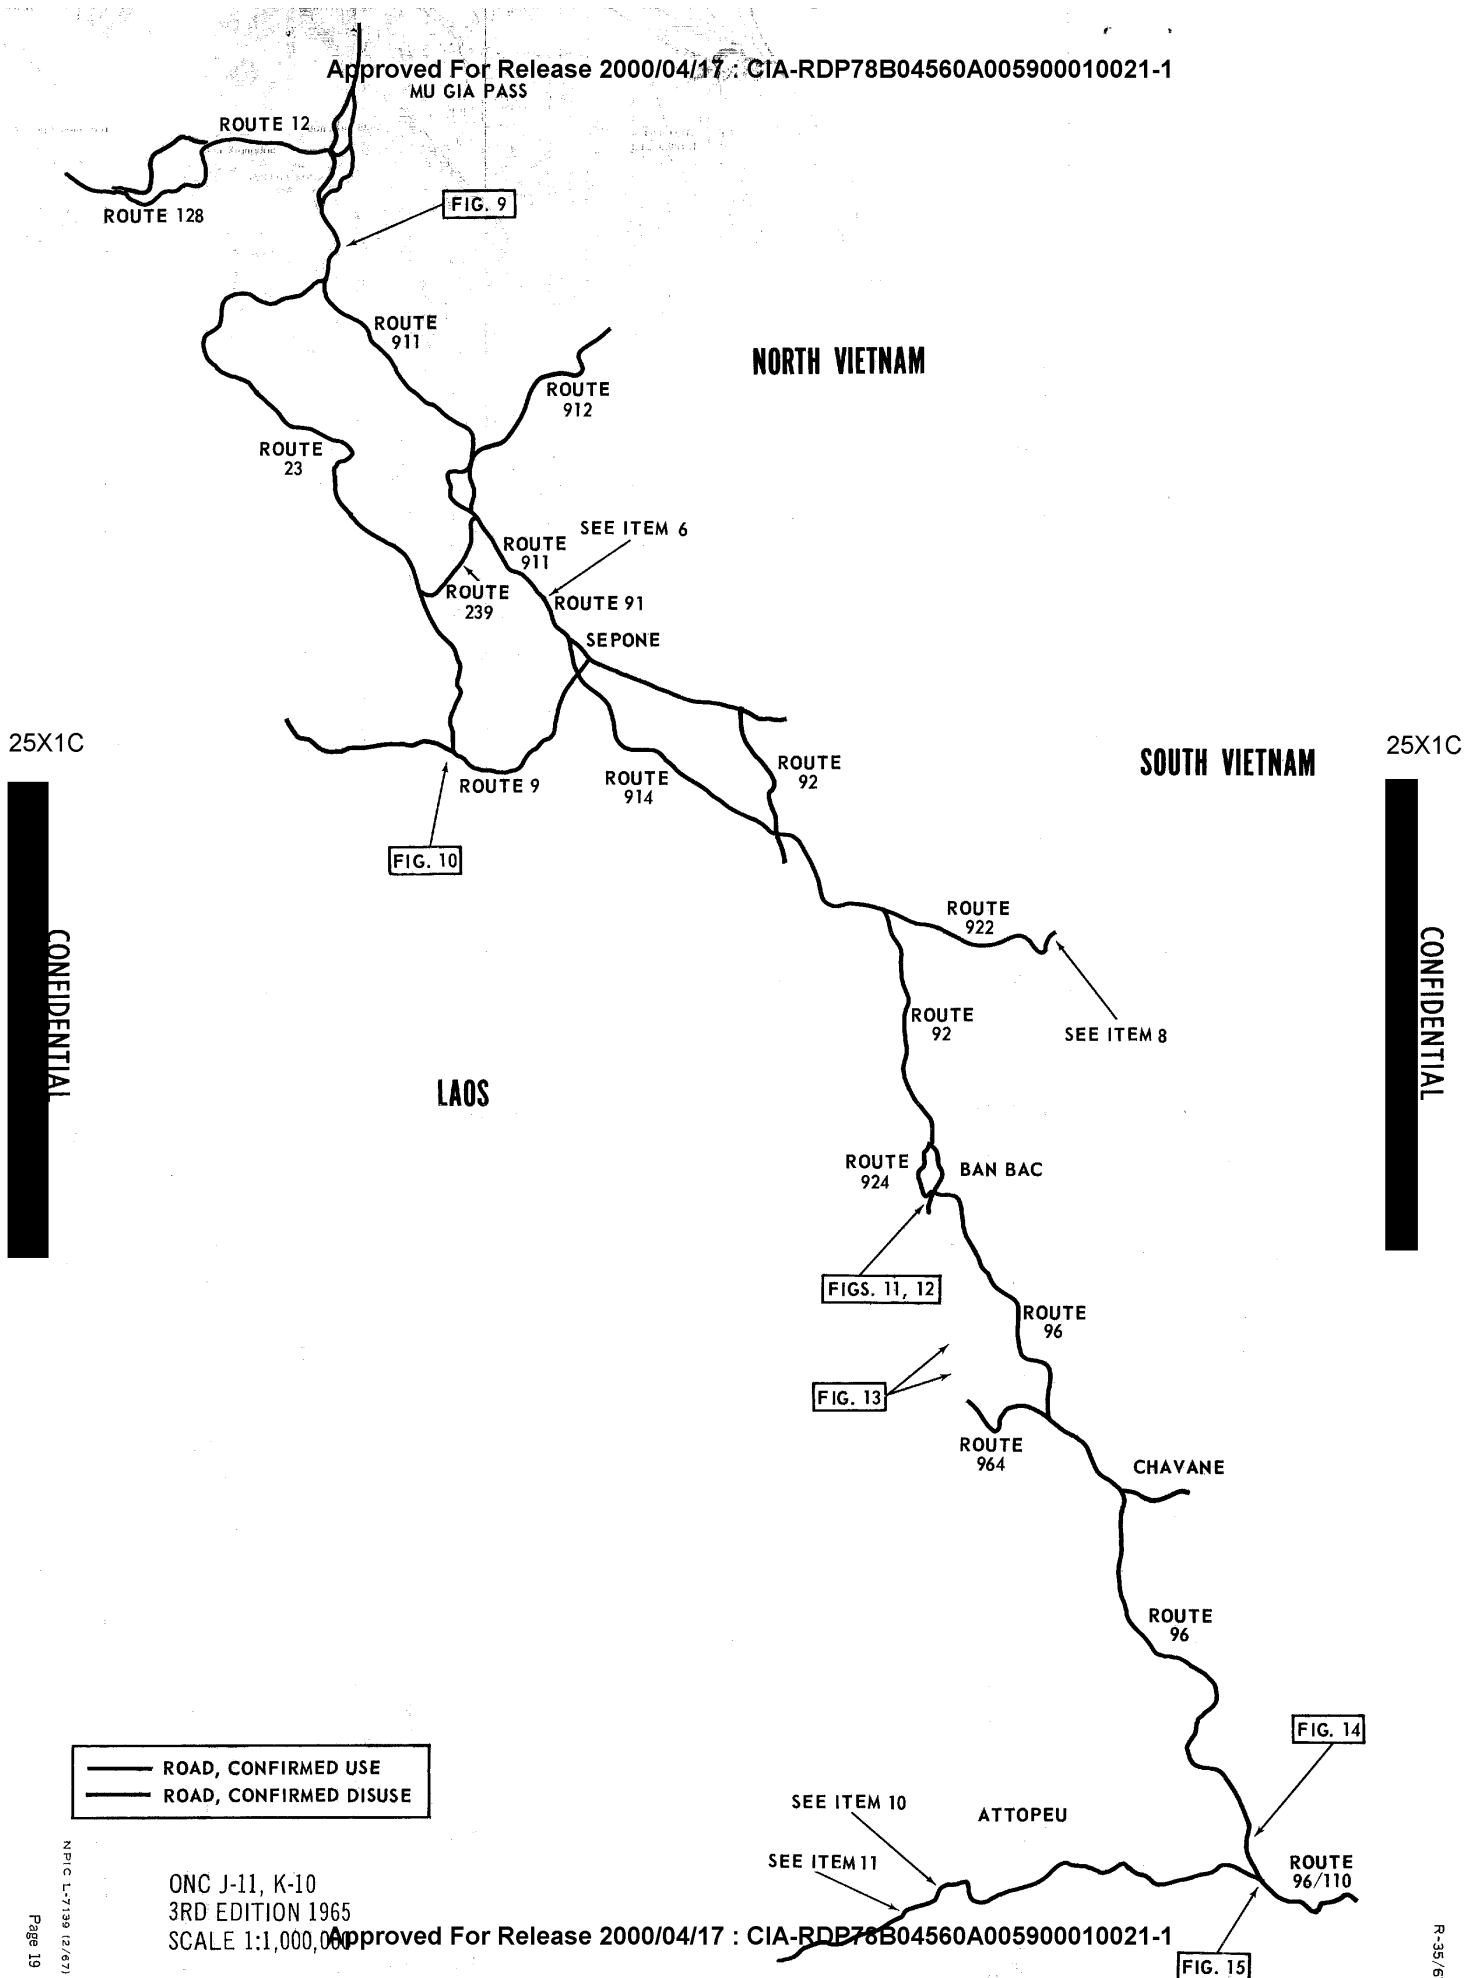 Approved For Release 2000/04/17 : CIA-RDP78B04560A005900010021-1
MU GIA PASS
ROUTE 12
ROUTE 128
FIG. 9
ROUTE
911
NORTH VIETNAM
ROUTE
912
ROUTE
23
SEE ITEM 6
ROUTE
911
ROUTE
239
ROUTE 91
SEPONE
25X1C
25X1C
SOUTH VIETNAM
ROUTE
92
ROUTE 9
ROUTE
914
FIG. 10
ROUTE
922
CONFIDENTIAL
CONFIDENTIAL
ROUTE
92
SEE ITEM 8
LAOS
ROUTE
924
BAN BAC
FIGS. 11, 12
ROUTE
96
FIG. 13
ROUTE
964
CHAVANE
ROUTE
96
FIG. 14
ROAD, CONFIRMED USE
ROAD, CONFIRMED DISUSE
SEE ITEM 10
ATTOPEU
SEE ITEM 11
ROUTE
96/110
NPIC L-7139 (2/67)
ONC J-11, K-10
3RD EDITION 1965
SCALE 1:1,000,000
Approved For Release 2000/04/17 : CIA-RDP78B04560A005900010021-1
FIG. 15
Page 19
R-35/6